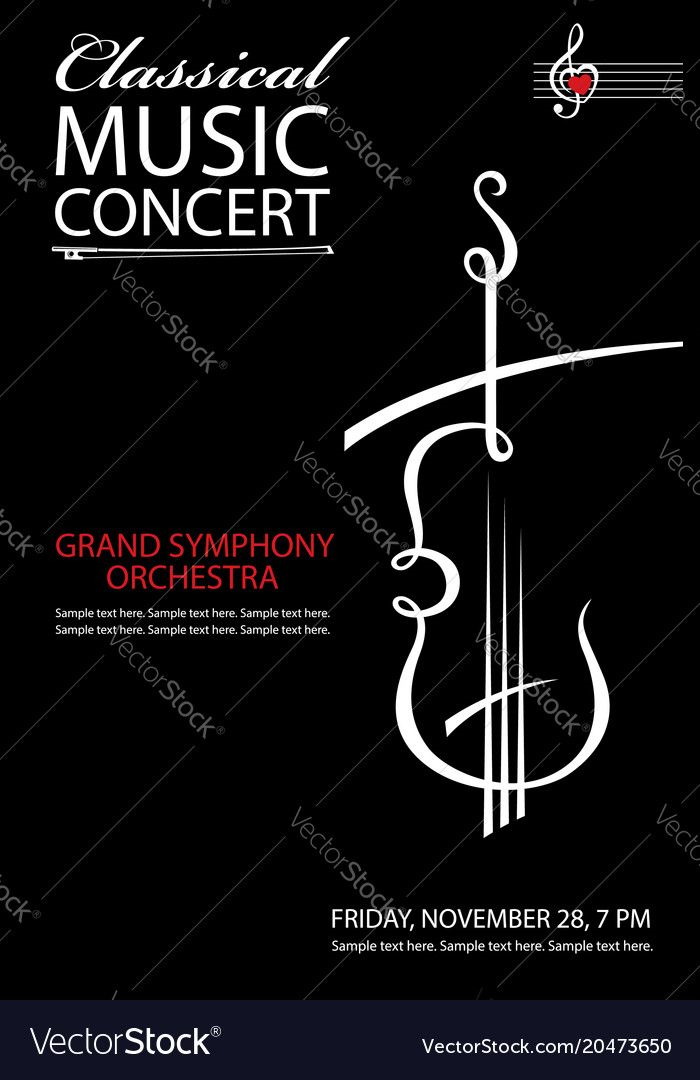 Classical
MUSIC
CONCERT
GRAND SYMPHONY
ORCHESTRA
Sample text here. Sample text here. Sample text here.
Sample text here. Sample text here. Sample text here.
FRIDAY, NOVEMBER 28, 7 PM
Sample text here. Sample text here. Sample text here.
VectorStock®
VectorStock.com/20473650